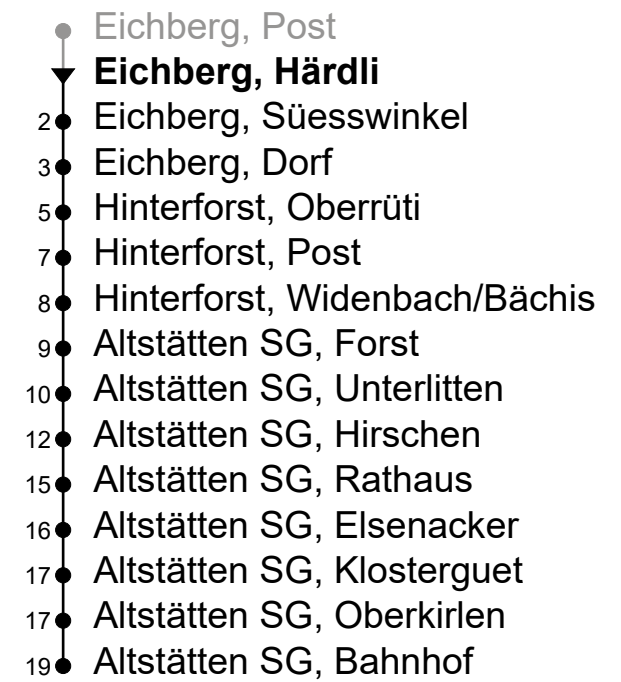 Eichberg, Post
Eichberg, Härdli
2 Eichberg, Süesswinkel
3 Eichberg, Dorf
5 Hinterforst, Oberrüti
7 Hinterforst, Post
8 Hinterforst, Widenbach/Bächis
9 Altstätten SG, Forst
10 Altstätten SG, Unterlitten
12 Altstätten SG, Hirschen
15 Altstätten SG, Rathaus
16 Altstätten SG, Elsenacker
17 Altstätten SG, Klosterguet
17 Altstätten SG, Oberkirlen
19 Altstätten SG, Bahnhof